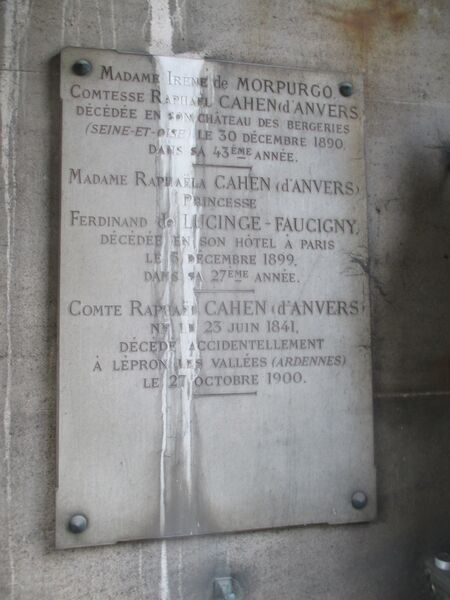 MADAME IRÈNE de MORPURGO,
COMTESSE RAPHAËL CAHEN (d'ANVERS)
DÉCÉDÉE EN SON CHÂTEAU DES BERGERIES
(SEINE-ET-OISE) LE 30 DÉCEMBRE 1890.
DANS SA 43ÈME ANNÉE.
MADAME RAPHAËLA CAHEN (d'ANVERS)
PRINCESSE
FERDINAND de LUCINGE-FAUCIGNY,
DÉCÉDÉE EN SON HÔTEL À PARIS
LE DÉCEMBRE 1899.
DANS SA 27ÈME ANNÉE.
COMTE RAPHAËL CAHEN (d'ANVERS)
NÉ LE 23 JUIN 1841,
DÉCÉDÉ ACCIDENTELLEMENT
À LÉPRON LES VALLÉES (ARDENNES)
LE 27 OCTOBRE 1900.